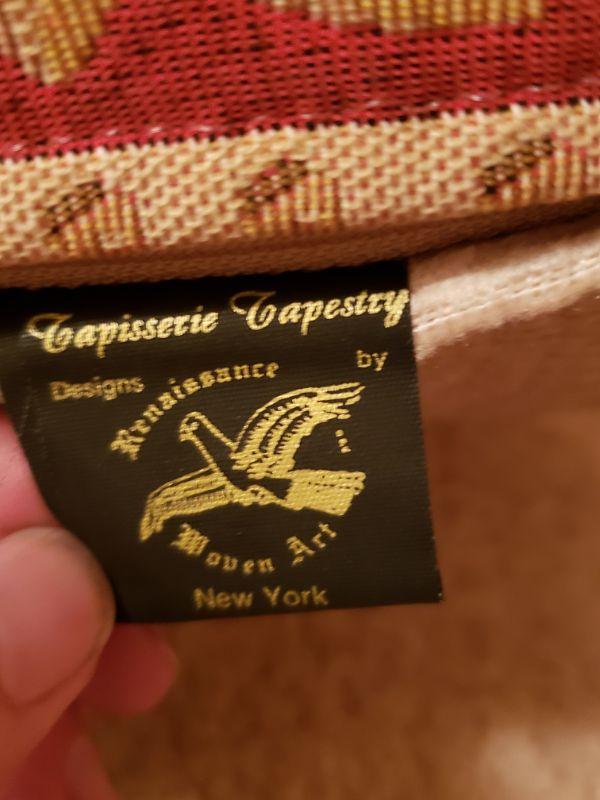 Tapisserie Tapestry
Designs by
Renaissance
Woven Art
New York